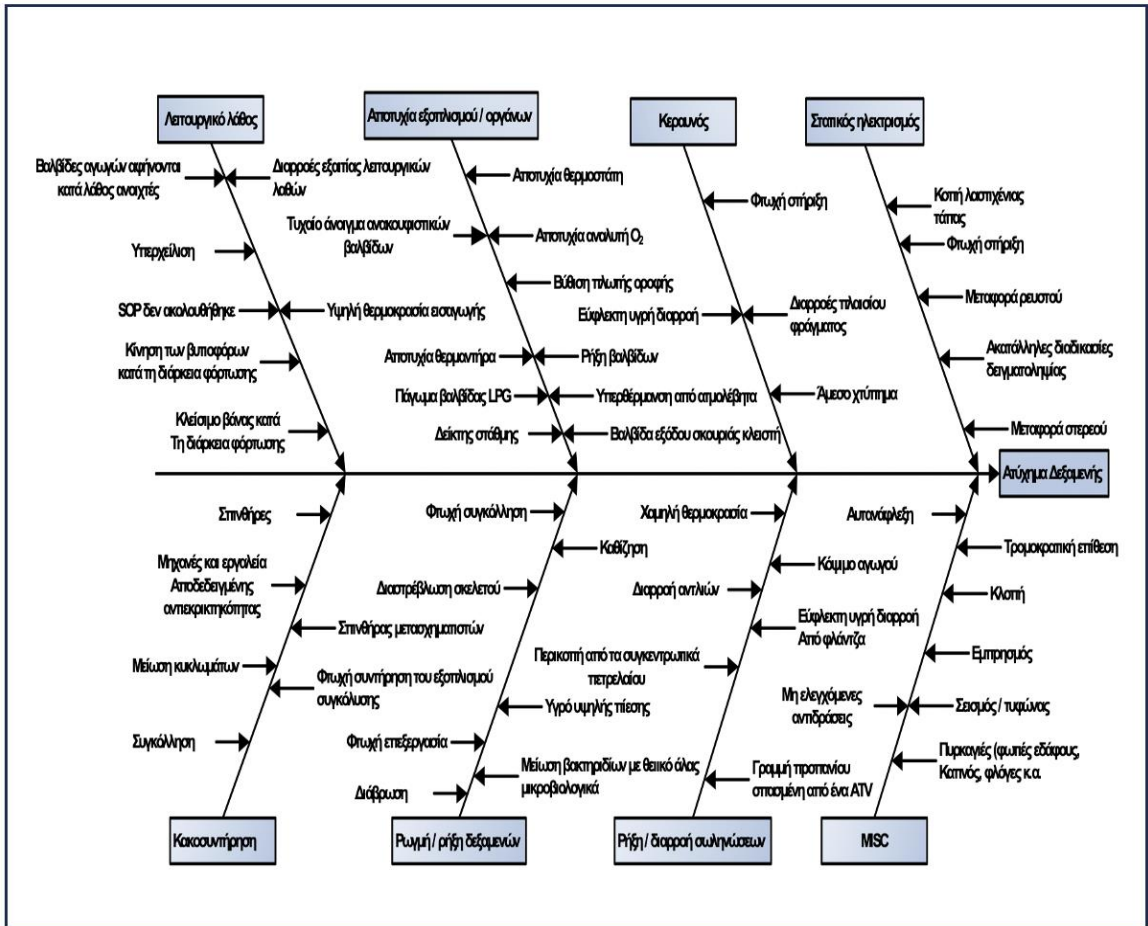 Λειτουργικό λάθος
Αποτυχία εξοπλισμού / οργάνων
Κεραυνός
Στατικός ηλεκτρισμός
Βαλβίδες αγωγών αφήνονται
κατά λάθος ανοιχτές
Διαρροές εξαιτίας λειτουργικών
λαθών
Υπερχείλιση
SOP δεν ακολουθήθηκε
Υψηλή θερμοκρασία εισαγωγής
Κίνηση των βυτιοφόρων
κατά τη διάρκεια φόρτωσης
Κλείσιμο βάνας κατά
Τη διάρκεια φόρτωσης
Αποτυχία θερμοστάτη
Τυχαίο άνοιγμα ανακουφιστικών
βαλβίδων
Αποτυχία αναλυτή O₂
Βύθιση πλωτής οροφής
Αποτυχία θερμαντήρα
Ρήξη βαλβίδων
Πάγωμα βαλβίδας LPG
Υπερθέρμανση από ατμολέβητα
Δείκτης στάθμης
Βαλβίδα εξόδου σκουριάς κλειστή
Φτωχή στήριξη
Εύφλεκτη υγρή διαρροή
Διαρροές πλαισίου
φράγματος
Άμεσο χτύπημα
Κοπή λαστιχένιας
τάπας
Φτωχή στήριξη
Μεταφορά ρευστού
Ακατάλληλες διαδικασίες
δειγματοληψίας
Μεταφορά στερεού
Ατύχημα Δεξαμενής
Σπινθήρες
Μηχανές και εργαλεία
Αποδεδειγμένης
αντιεκρικτηκότητας
Σπινθήρας μετασχηματιστών
Μείωση κυκλωμάτων
Φτωχή συντήρηση του εξοπλισμού
συγκόλυσης
Συγκόλληση
Φτωχή συγκόλληση
Καθίζηση
Διαστρέβλωση σκελετού
Υγρό υψηλής πίεσης
Φτωχή επεξεργασία
Μείωση βακτηριδίων με θειικό άλας
μικροβιολογικά
Διάβρωση
Χαμηλή θερμοκρασία
Κόψιμο αγωγού
Διαρροή αντλιών
Εύφλεκτη υγρή διαρροή
Από φλάντζα
Περικοπή από τα συγκεντρωτικά
πετρελαίου
Γραμμή προπανίου
σπασμένη από ένα ATV
Αυτανάφλεξη
Τρομοκρατική επίθεση
Κλοπή
Εμπρησμός
Μη ελεγχόμενες
αντιδράσεις
Σεισμός / τυφώνας
Πυρκαγιές (φωτιές εδάφους,
Καπνός, φλόγες κ.α.
Κακοσυντήρηση
Ρωγμή / ρήξη δεξαμενών
Ρήξη / διαρροή σωληνώσεων
MISC